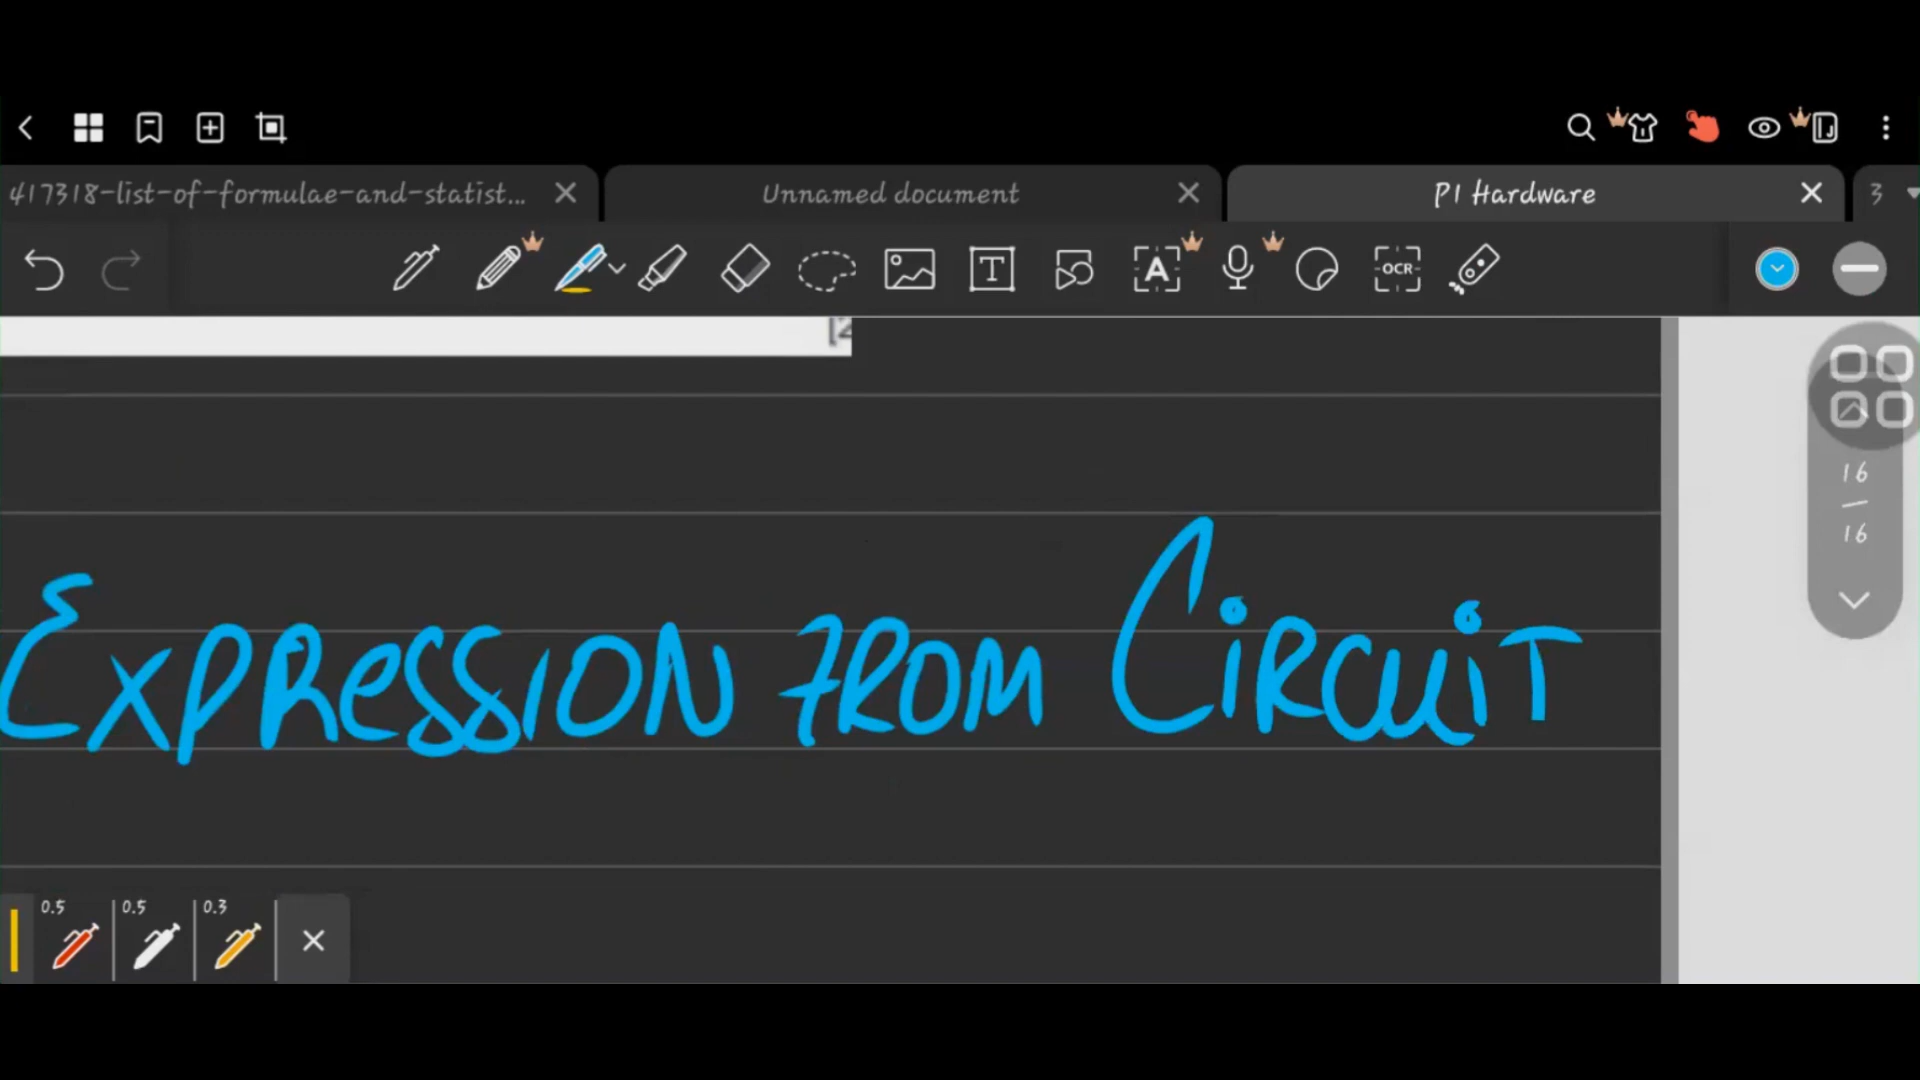 417318-list-of-formulae-and-statist...
Unnamed document
P1 Hardware
3
T
A
OCR
[2
16
16
Expression from Circuit
0.5
0.5
0.3